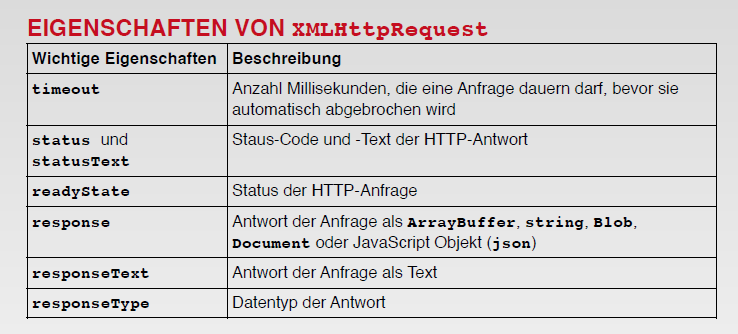 EIGENSCHAFTEN VON XMLHttpRequest
Wichtige Eigenschaften Beschreibung
timeout Anzahl Millisekunden, die eine Anfrage dauern darf, bevor sie
automatisch abgebrochen wird
status und Staus-Code und -Text der HTTP-Antwort
statusText
readyState Status der HTTP-Anfrage
response Antwort der Anfrage als ArrayBuffer, string, Blob,
Document oder JavaScript Objekt (json)
responseText Antwort der Anfrage als Text
responseType Datentyp der Antwort